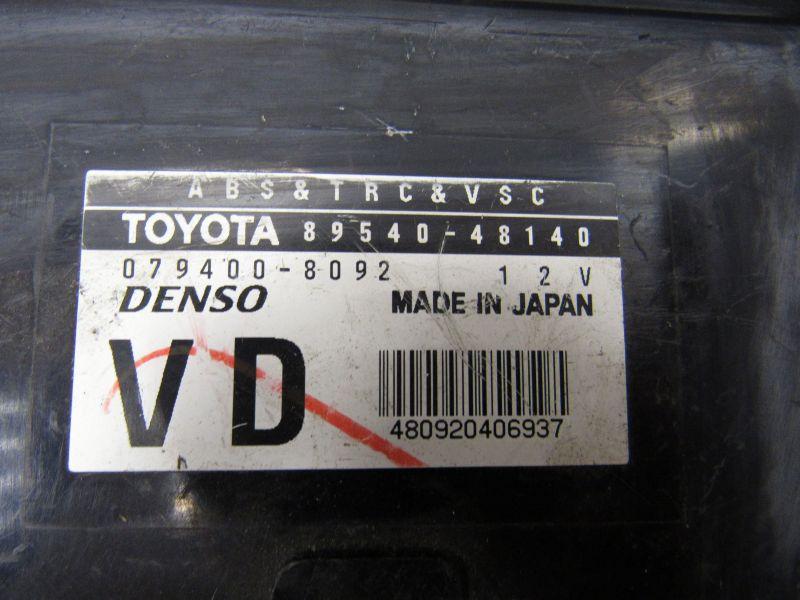 ABS&TRC&VSC
TOYOTA 89540-48140
079400-8092 12V
DENSO MADE IN JAPAN
VD
480920406937